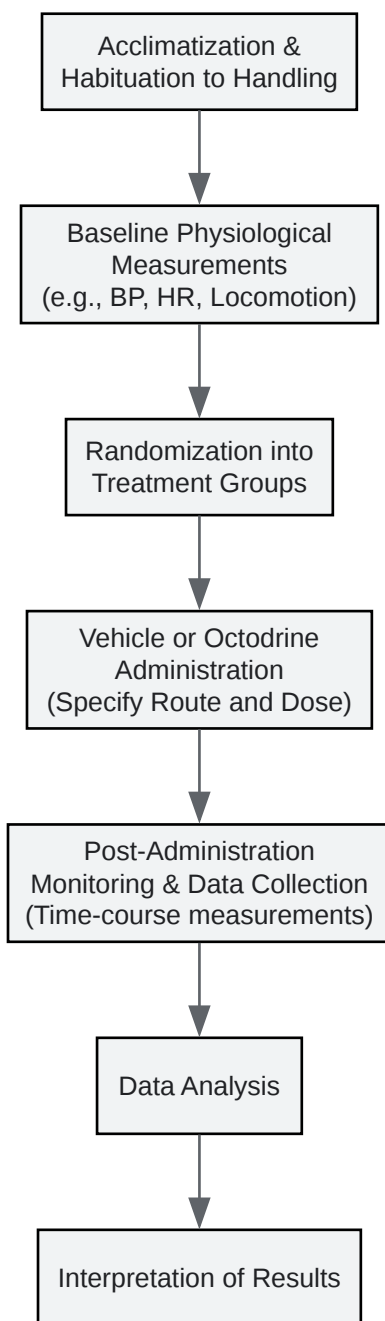 Acclimatization &
Habituation to Handling
Baseline Physiological
Measurements
(e.g., BP, HR, Locomotion)
Randomization into
Treatment Groups
Vehicle or Octodrine
Administration
(Specify Route and Dose)
Post-Administration
Monitoring & Data Collection
(Time-course measurements)
Data Analysis
Interpretation of Results